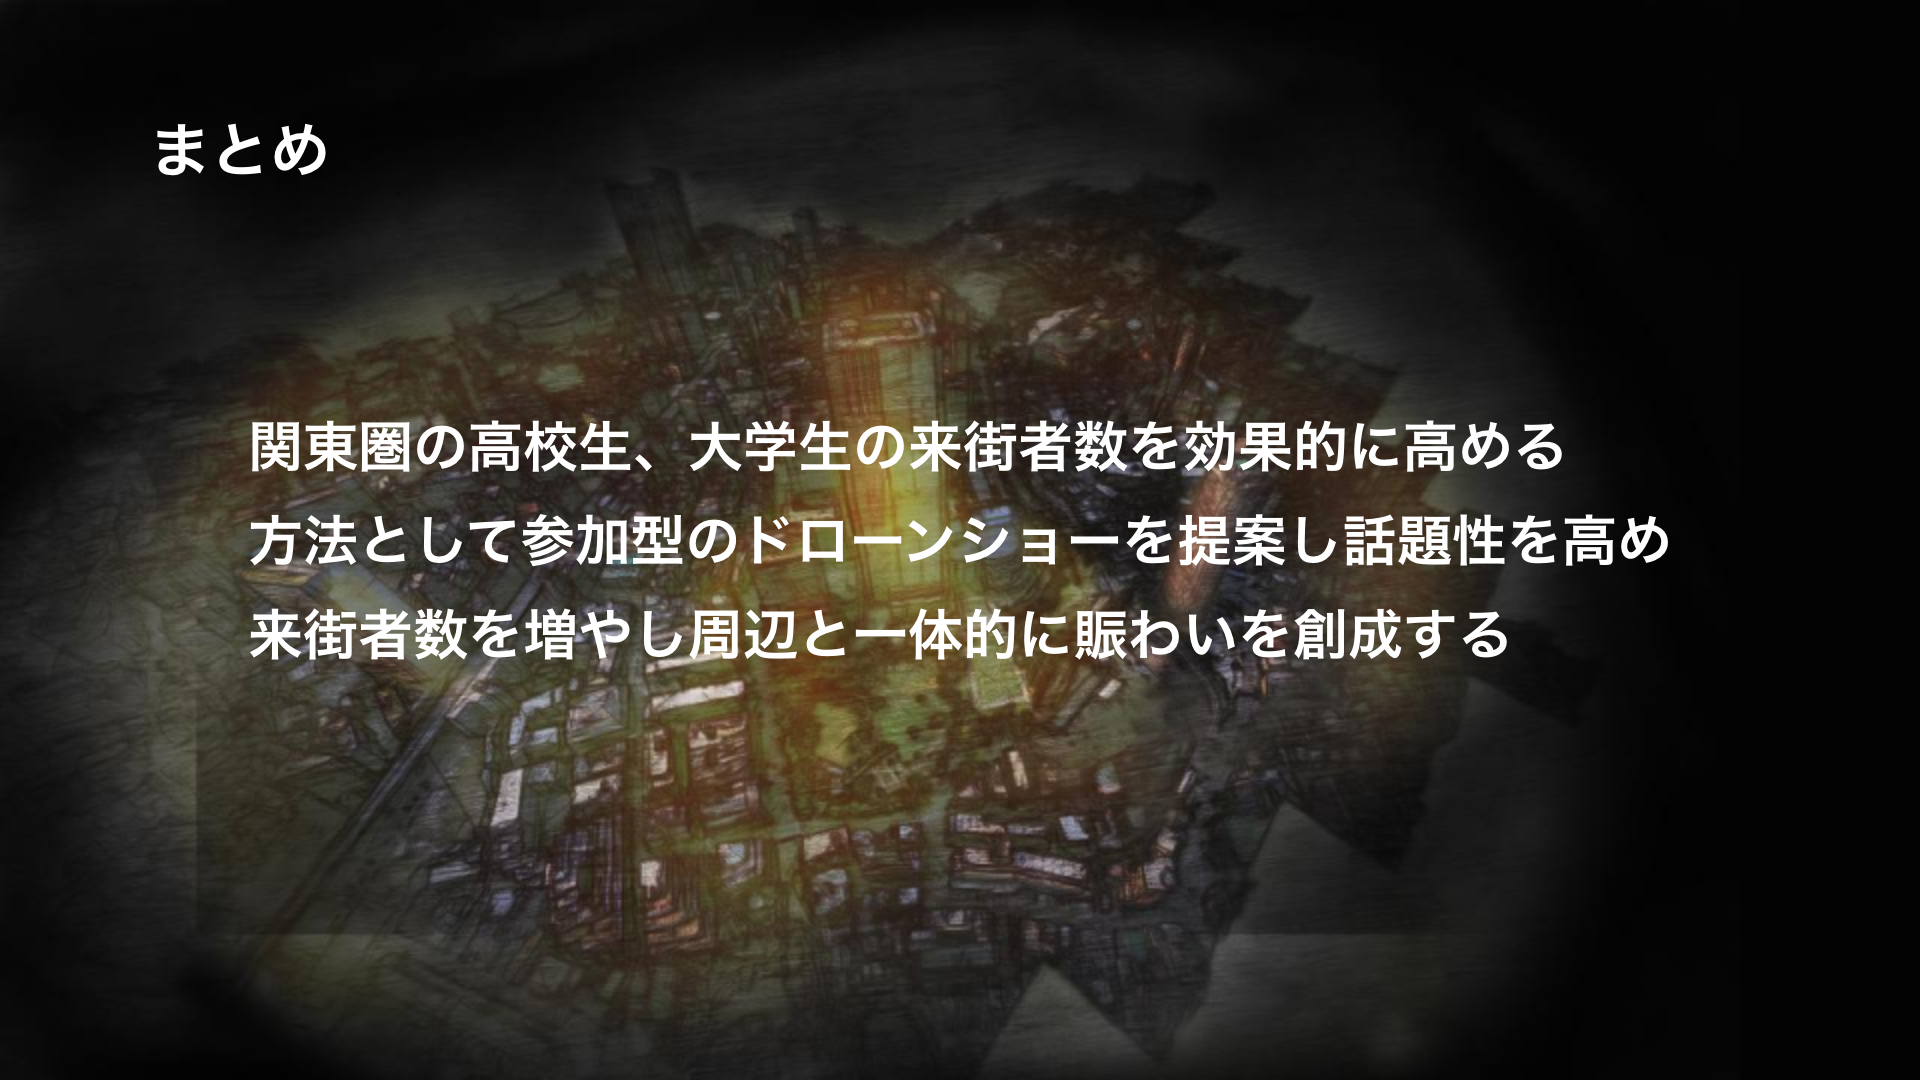 まとめ
関東圏の高校生、大学生の来街者数を効果的に高める
方法として参加型のドローンショーを提案し話題性を高め
来街者数を増やし周辺と一体的に賑わいを創成する